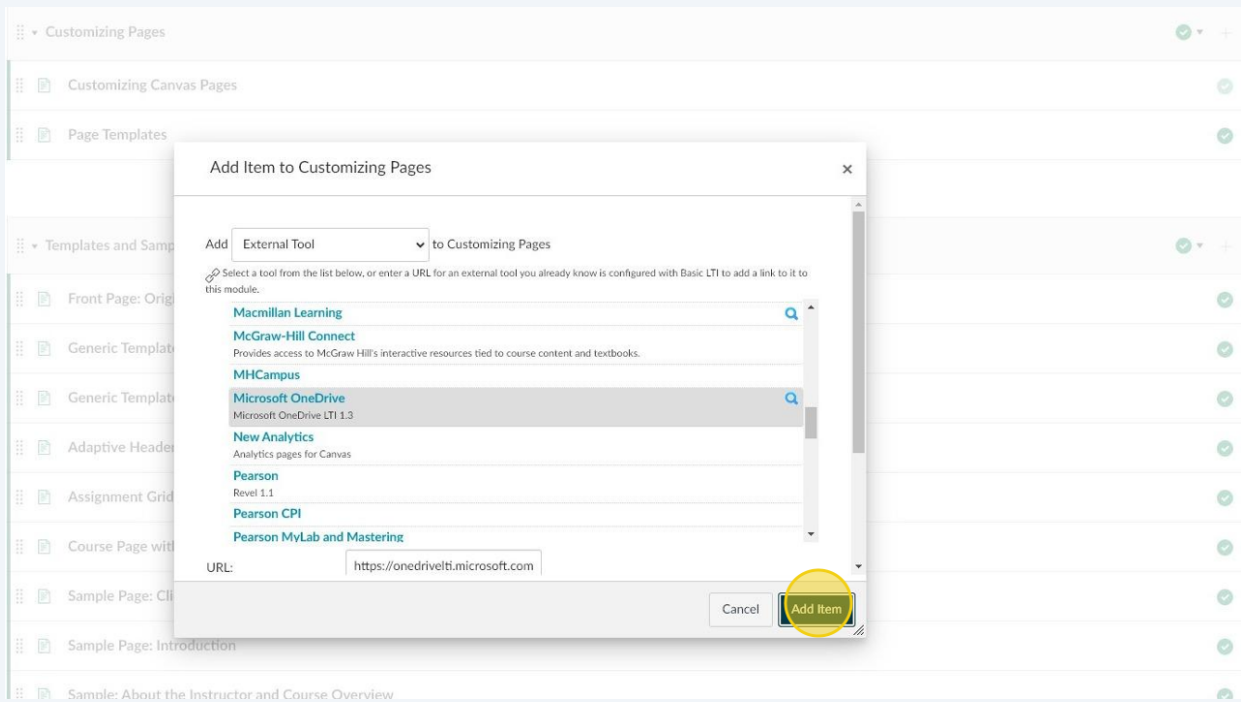 Customizing Pages
Customizing Canvas Pages
Page Templates
Add Item to Customizing Pages
Add External Tool to Customizing Pages
Select a tool from the list below, or enter a URL for an external tool you already know is configured with Basic LTI to add a link to it to
this module.
Macmillan Learning
McGraw-Hill Connect
Provides access to McGraw Hill's interactive resources tied to course content and textbooks.
MHCampus
Microsoft OneDrive
Microsoft OneDrive LTI 1.3
New Analytics
Analytics pages for Canvas
Pearson
Revel 1.1
Pearson CPI
Pearson MyLab and Mastering
URL: https://onedrivelti.microsoft.com
Cancel Add Item
Templates and Samp
Front Page: Orig
Generic Templat
Generic Templat
Adaptive Header
Assignment Grid
Course Page wit
Sample Page: Cli
Sample Page: Introduction
Sample: About the Instructor and Course Overview